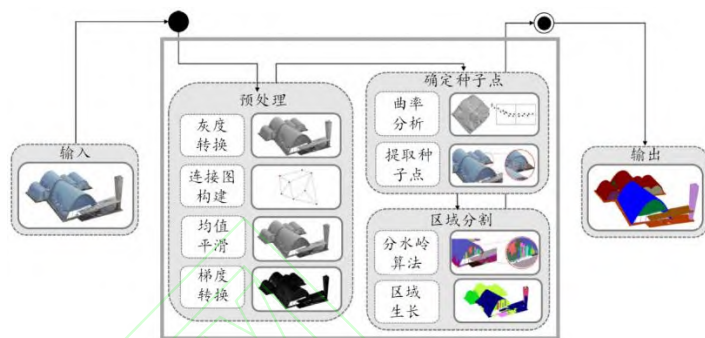 输入
预处理
灰度
转换
连接图
构建
均值
平滑
梯度
转换
确定种子点
曲率
分析
提取种
子点
区域分割
分水岭
算法
区域
生长
输出